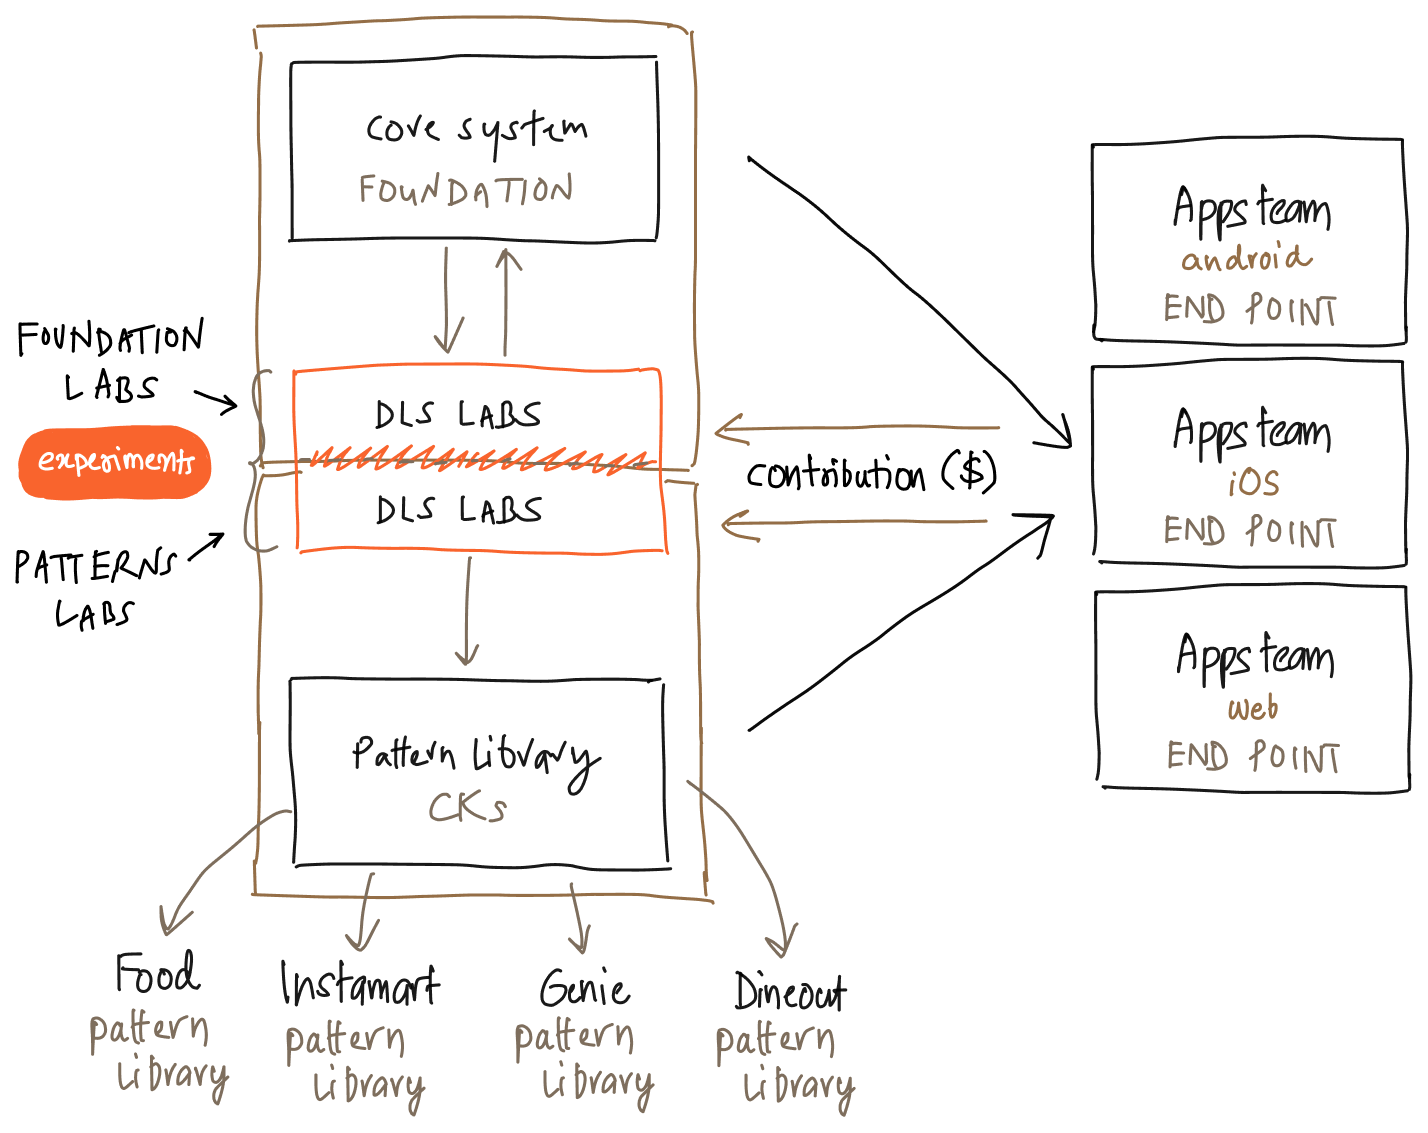 core system
FOUNDATION
FOUNDATION
LABS
experiments
PATTERNS
LABS
DLS LABS
DLS LABS
contribution ($)
Apps team
android
END POINT
Apps team
iOS
END POINT
Apps team
web
END POINT
Pattern Library
CKs
Food
pattern
Library
Instamart
pattern
Library
Genie
pattern
Library
Dineout
pattern
Library